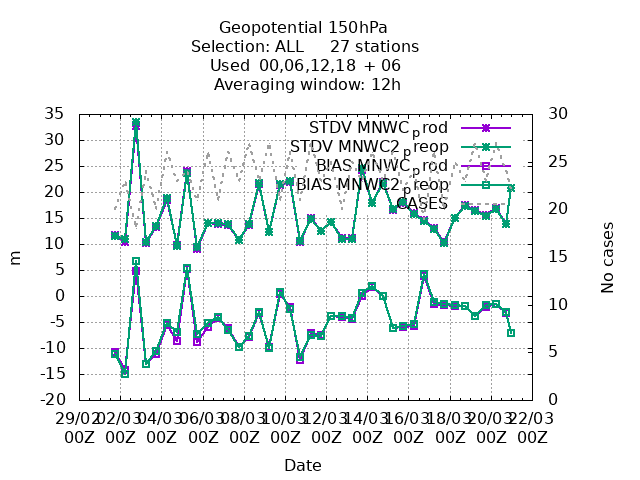 Geopotential 150hPa
Selection: ALL 27 stations
Used 00,06,12,18 + 06
Averaging window: 12h
35
30
25
20
15
10
5
0
-5
-10
-15
-20
m
STDV MNWC_prod
STDV MNWC2_preop
BIAS MNWC_prod
BIAS MNWC2_preop
CASES
30
25
20
15
10
5
0
No cases
29/02 02/03 04/03 06/03 08/03 10/03 12/03 14/03 16/03 18/03 20/03 22/03
00Z 00Z 00Z 00Z 00Z 00Z 00Z 00Z 00Z 00Z 00Z 00Z
Date